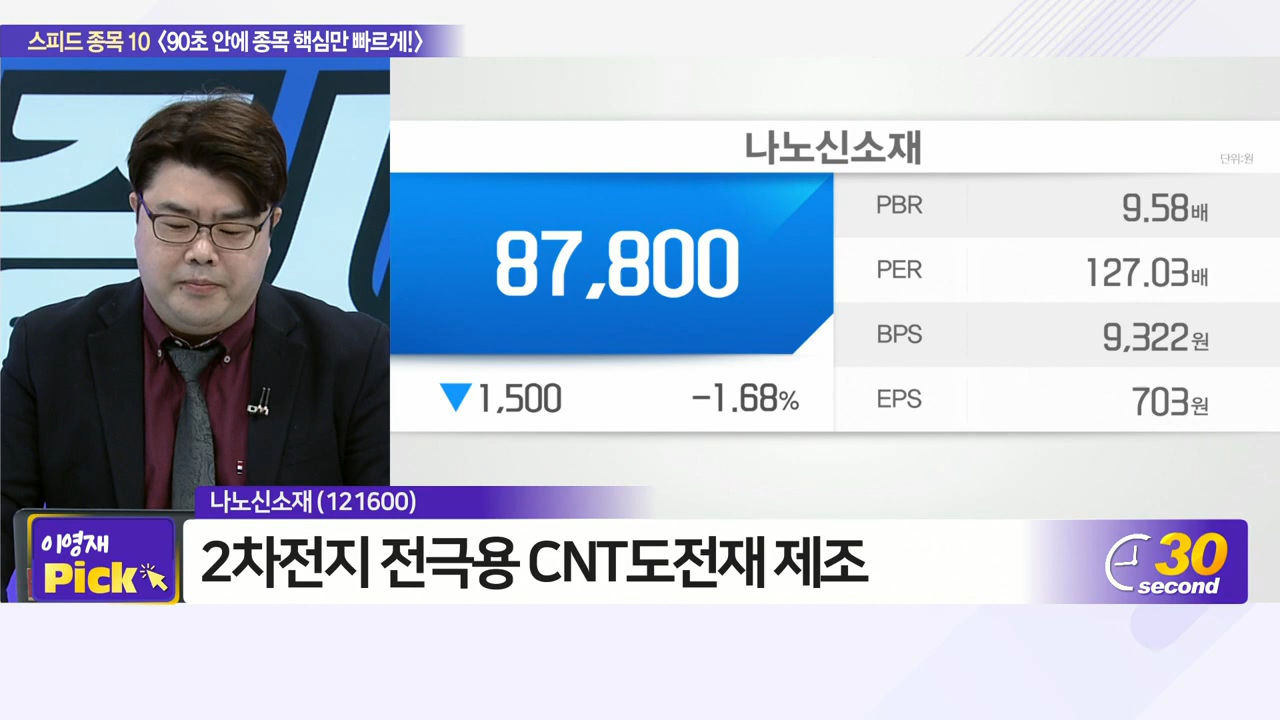 스피드 종목 10 〈90초 안에 종목 핵심만 빠르게!〉
나노신소재
단위:원
87,800
▼1,500 -1.68%
PBR 9.58배
PER 127.03배
BPS 9,322원
EPS 703원
나노신소재 (121600)
이영재
Pick
2차전지 전극용 CNT도전재 제조
30
second